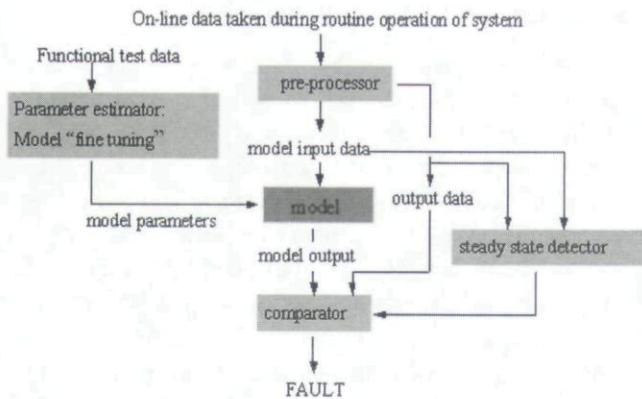 On-line data taken during routine operation of system
Functional test data
pre-processor
Parameter estimator:
Model “fine tuning”
model input data
model
output data
model parameters
steady state detector
model output
comparator
FAULT